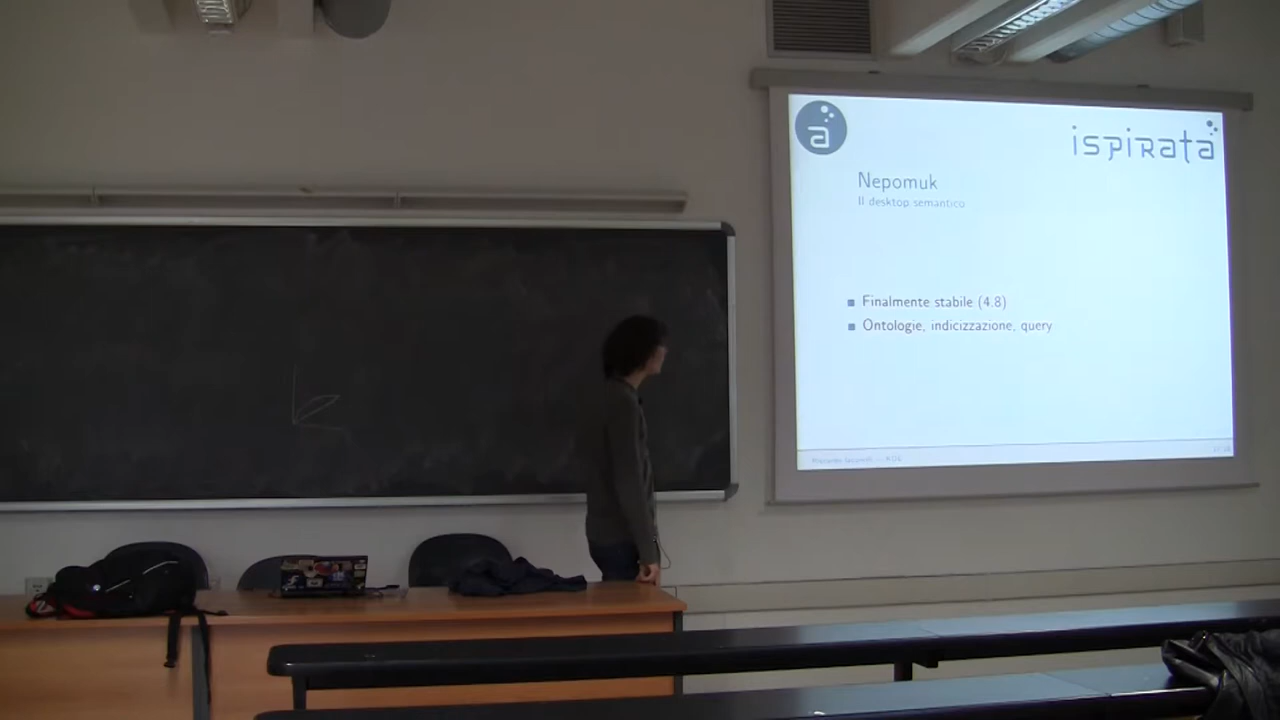 a
ispirata
Nepomuk
Il desktop semantico
Finalmente stabile (4.8)
Ontologie, indicizzazione, query